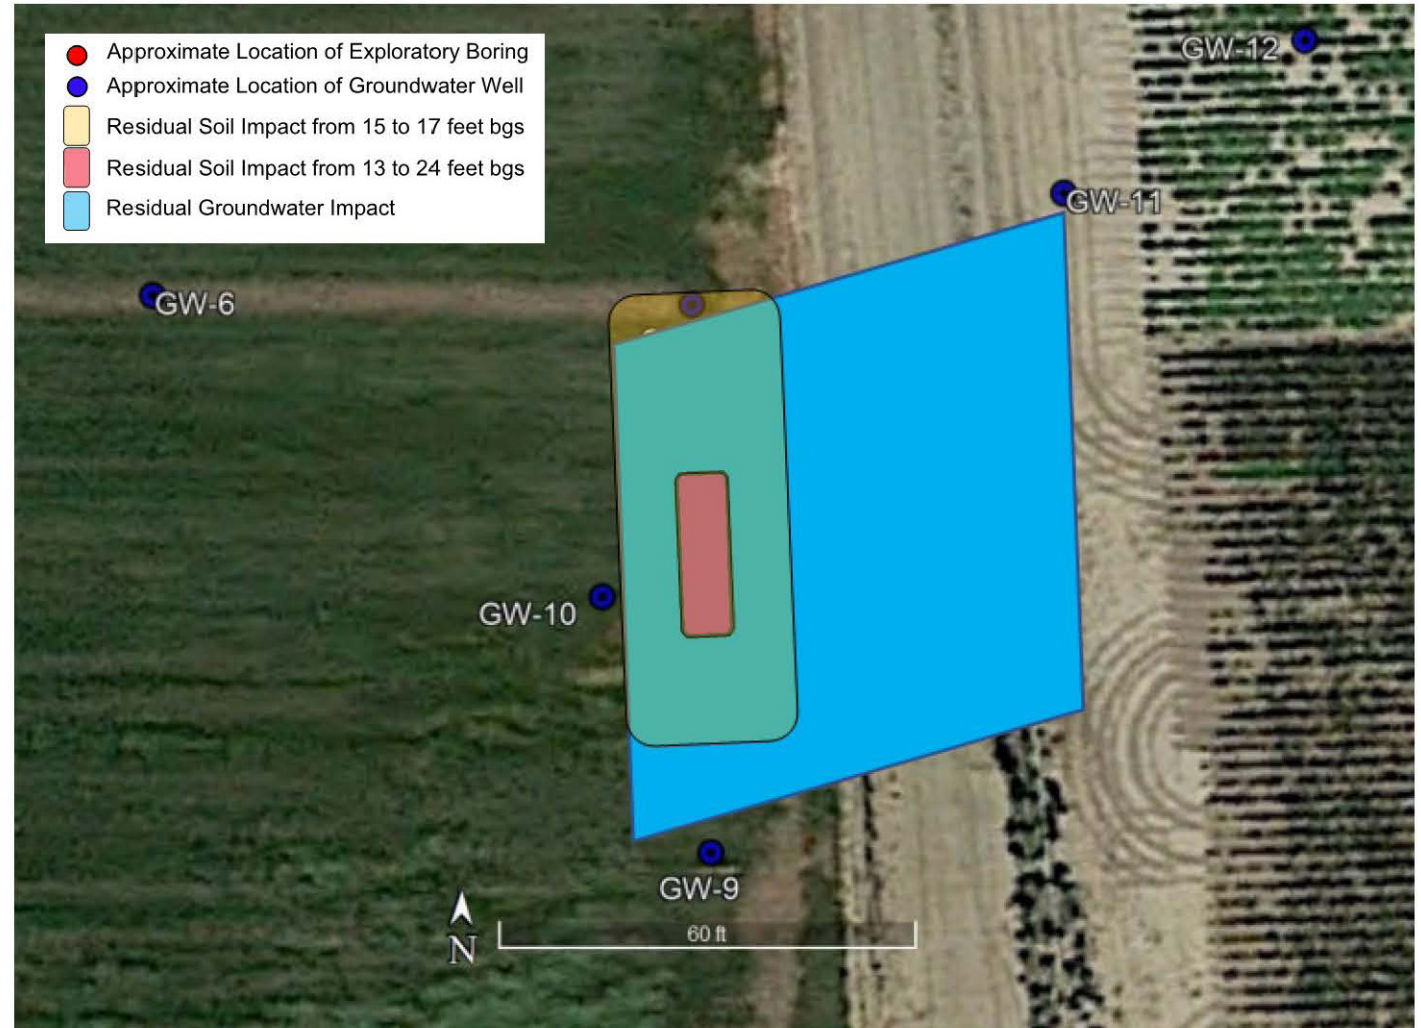 Approximate Location of Exploratory Boring
Approximate Location of Groundwater Well
Residual Soil Impact from 15 to 17 feet bgs
Residual Soil Impact from 13 to 24 feet bgs
Residual Groundwater Impact
GW-12
GW-11
GW-6
GW-10
GW-9
N
60 ft